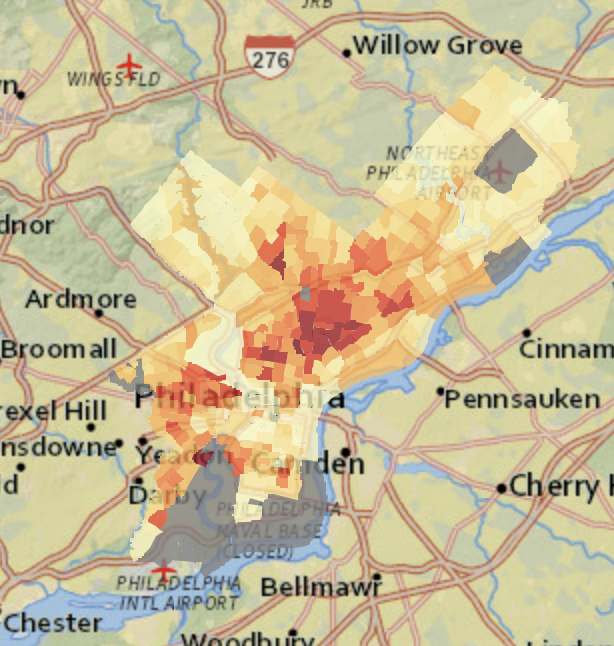 JRB
Willow Grove
276
WINGS FLD
NORTHEAST
PHILADELPHIA
AIRPORT
dnor
Ardmore
Broomall
Cinnam
Philadelphia
Pennsauken
rexel Hill
nsdowne
Yeadon
Camden
ld
Cherry H
Darby
PHILADELPHIA
NAVAL BASE
(CLOSED)
PHILADELPHIA
INTL AIRPORT
Bellmawr
Chester
Woodbury